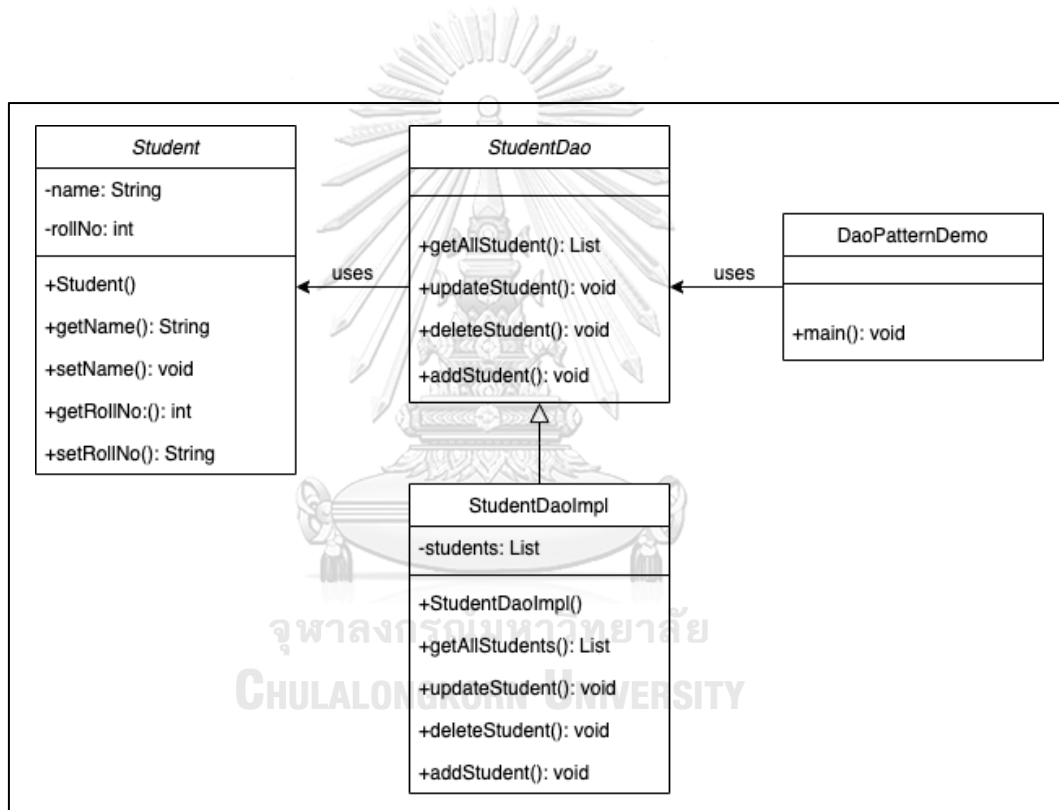 Student
-name: String
-rollNo: int
+Student()
+getName(): String
+setName(): void
+getRollNo:(): int
+setRollNo(): String
uses
StudentDao
+getAllStudent(): List
+updateStudent(): void
+deleteStudent(): void
+addStudent(): void
uses
DaoPatternDemo
+main(): void
StudentDaoImpl
-students: List
+StudentDaoImpl()
+getAllStudents(): List
+updateStudent(): void
+deleteStudent(): void
+addStudent(): void
จุฬาลงกรณ์มหาวิทยาลัย
CHULALONGKORN UNIVERSITY